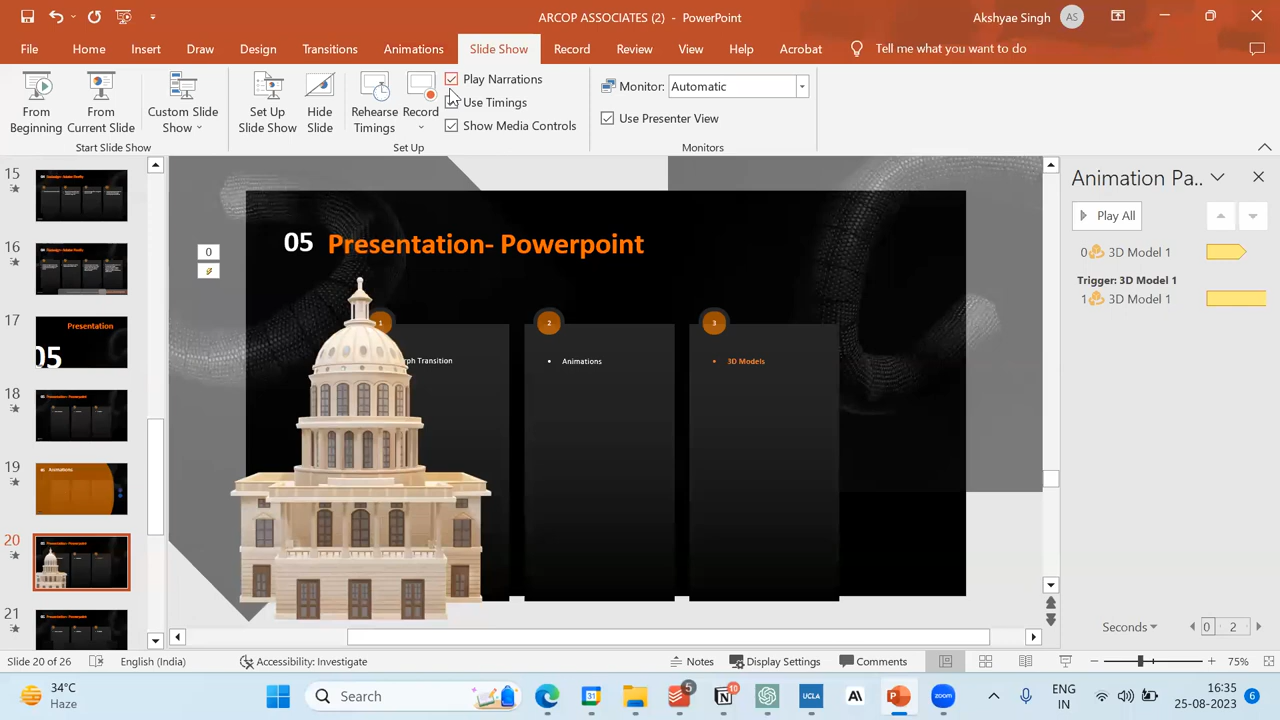 ARCOP ASSOCIATES (2) - PowerPoint
Akshyae Singh
AS
File
Home
Insert
Draw
Design
Transitions
Animations
Slide Show
Record
Review
View
Help
Acrobat
Tell me what you want to do
From Beginning
From Current Slide
Custom Slide Show
Set Up Slide Show
Hide Slide
Rehearse Timings
Record
Play Narrations
Use Timings
Show Media Controls
Monitor:
Automatic
Use Presenter View
Start Slide Show
Set Up
Monitors
15
16
17
Presentation
05
18
19
Animations
20
21
0
05 Presentation- Powerpoint
1
rph Transition
2
Animations
3
3D Models
Animation Pa..
Play All
0 3D Model 1
Trigger: 3D Model 1
1 3D Model 1
Seconds
0
2
Slide 20 of 26
English (India)
Accessibility: Investigate
Notes
Display Settings
Comments
75%
34°C
Haze
Search
31
5
10
UCLA
A\
zoom
ENG
IN
16:35
25-08-2023
6